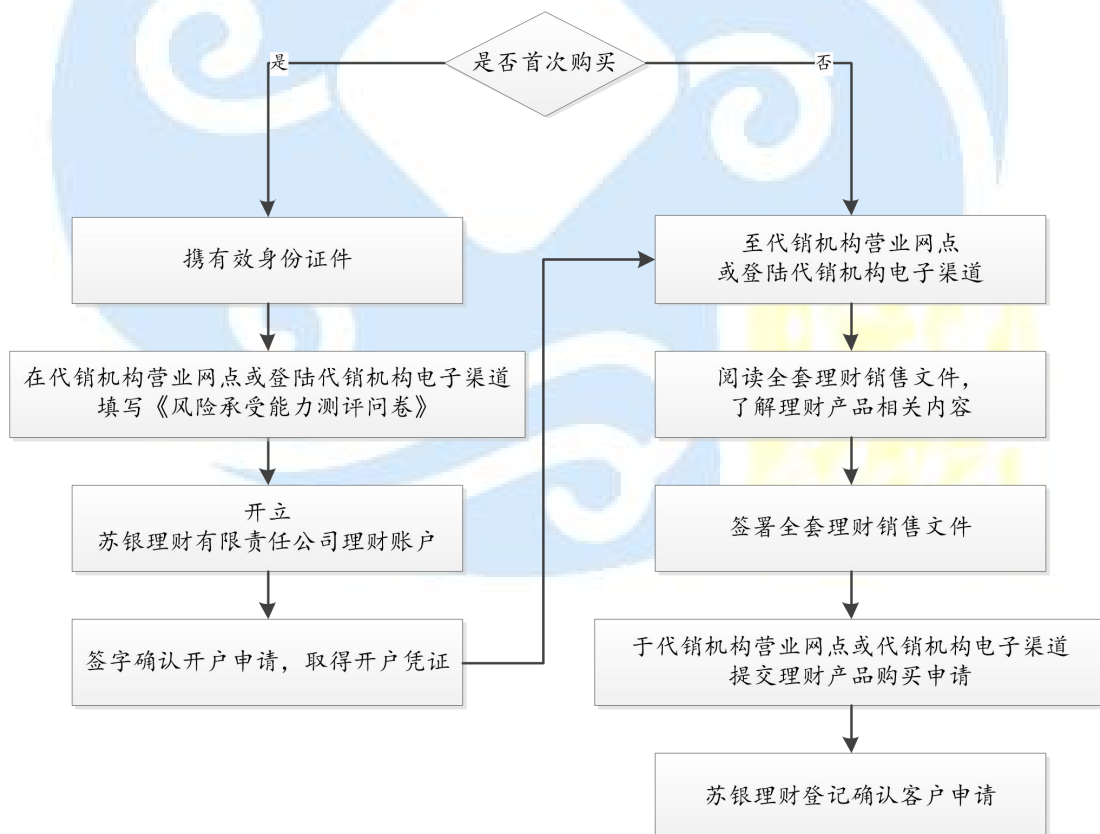 是否首次购买
是
否
携有效身份证件
在代销机构营业网点或登陆代销机构电子渠道
填写《风险承受能力测评问卷》
开立
苏银理财有限责任公司理财账户
签字确认开户申请，取得开户凭证
至代销机构营业网点
或登陆代销机构电子渠道
阅读全套理财销售文件，
了解理财产品相关内容
签署全套理财销售文件
于代销机构营业网点或代销机构电子渠道
提交理财产品购买申请
苏银理财登记确认客户申请